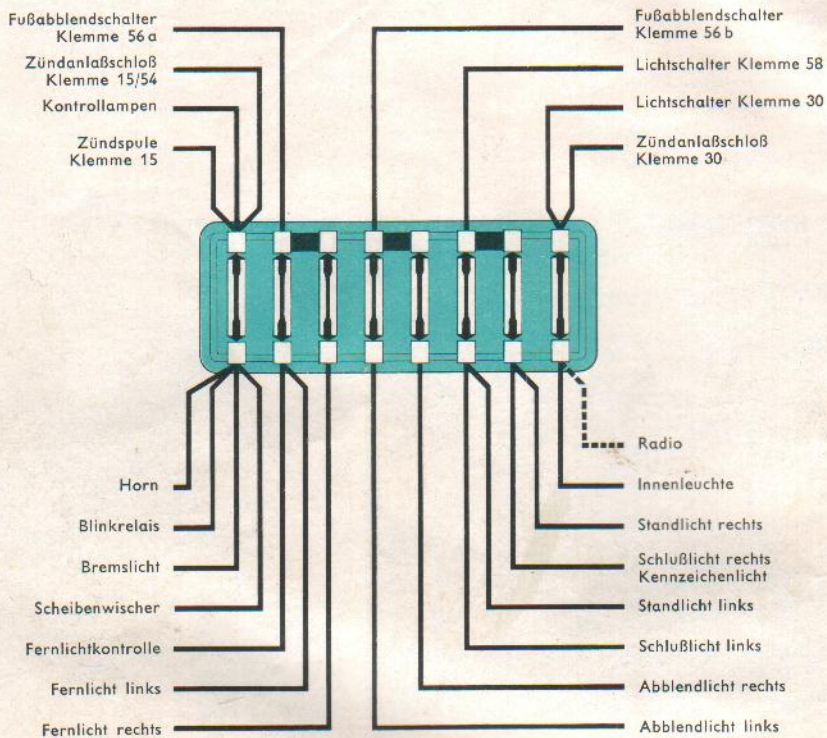 Fußabblendschalter
Klemme 56 a
Zündanlaßschloß
Klemme 15/54
Kontrollampen
Zündspule
Klemme 15
Fußabblendschalter
Klemme 56 b
Lichtschalter Klemme 58
Lichtschalter Klemme 30
Zündanlaßschloß
Klemme 30
Horn
Blinkrelais
Bremslicht
Scheibenwischer
Fernlichtkontrolle
Fernlicht links
Fernlicht rechts
Radio
Innenleuchte
Standlicht rechts
Schlußlicht rechts
Kennzeichenlicht
Standlicht links
Schlußlicht links
Abblendlicht rechts
Abblendlicht links